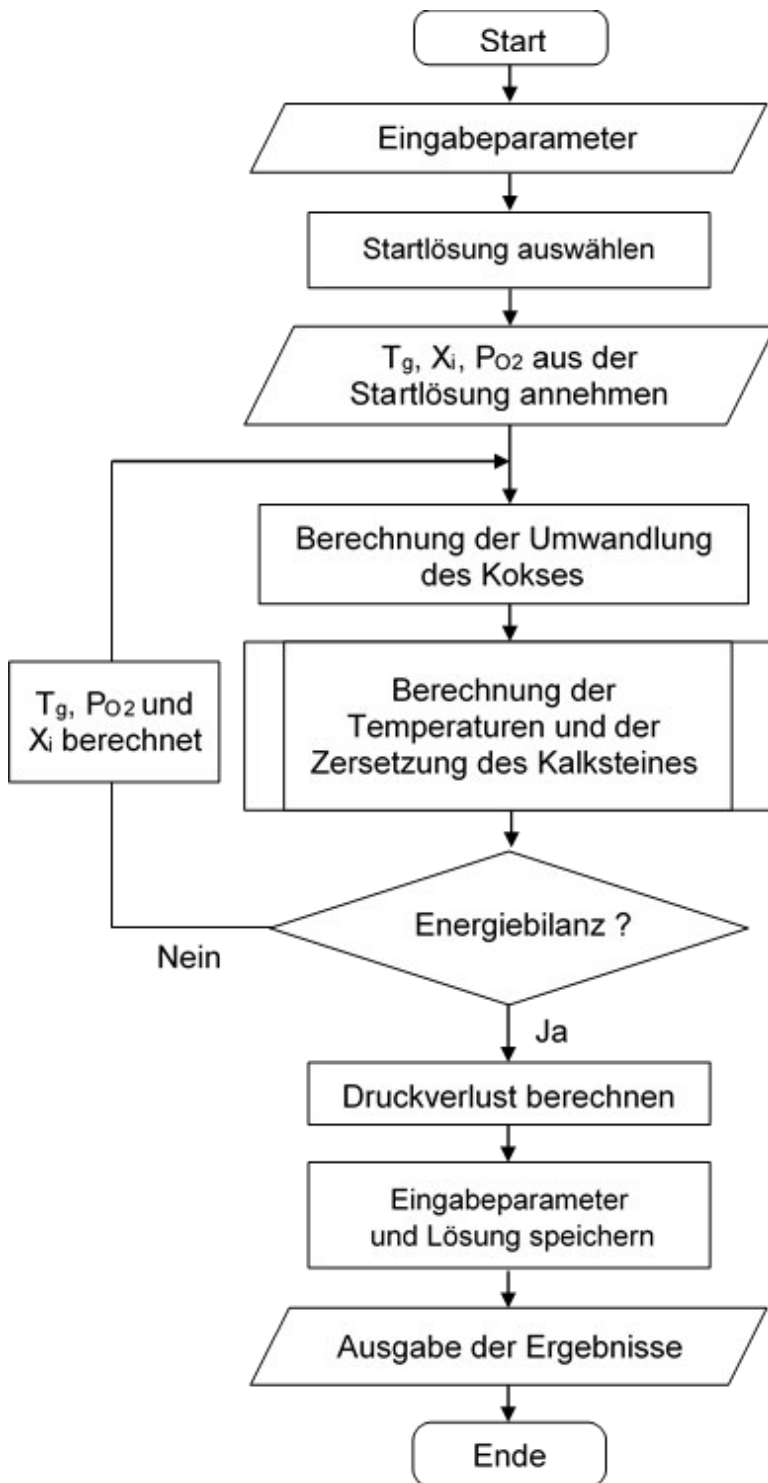 Start
Eingabeparameter
Startlösung auswählen
Tg, Xi, PO2 aus der
Startlösung annehmen
Berechnung der Umwandlung
des Kokses
Tg, PO2 und
Xi berechnet
Berechnung der
Temperaturen und der
Zersetzung des Kalksteines
Energiebilanz ?
Nein
Ja
Druckverlust berechnen
Eingabeparameter
und Lösung speichern
Ausgabe der Ergebnisse
Ende